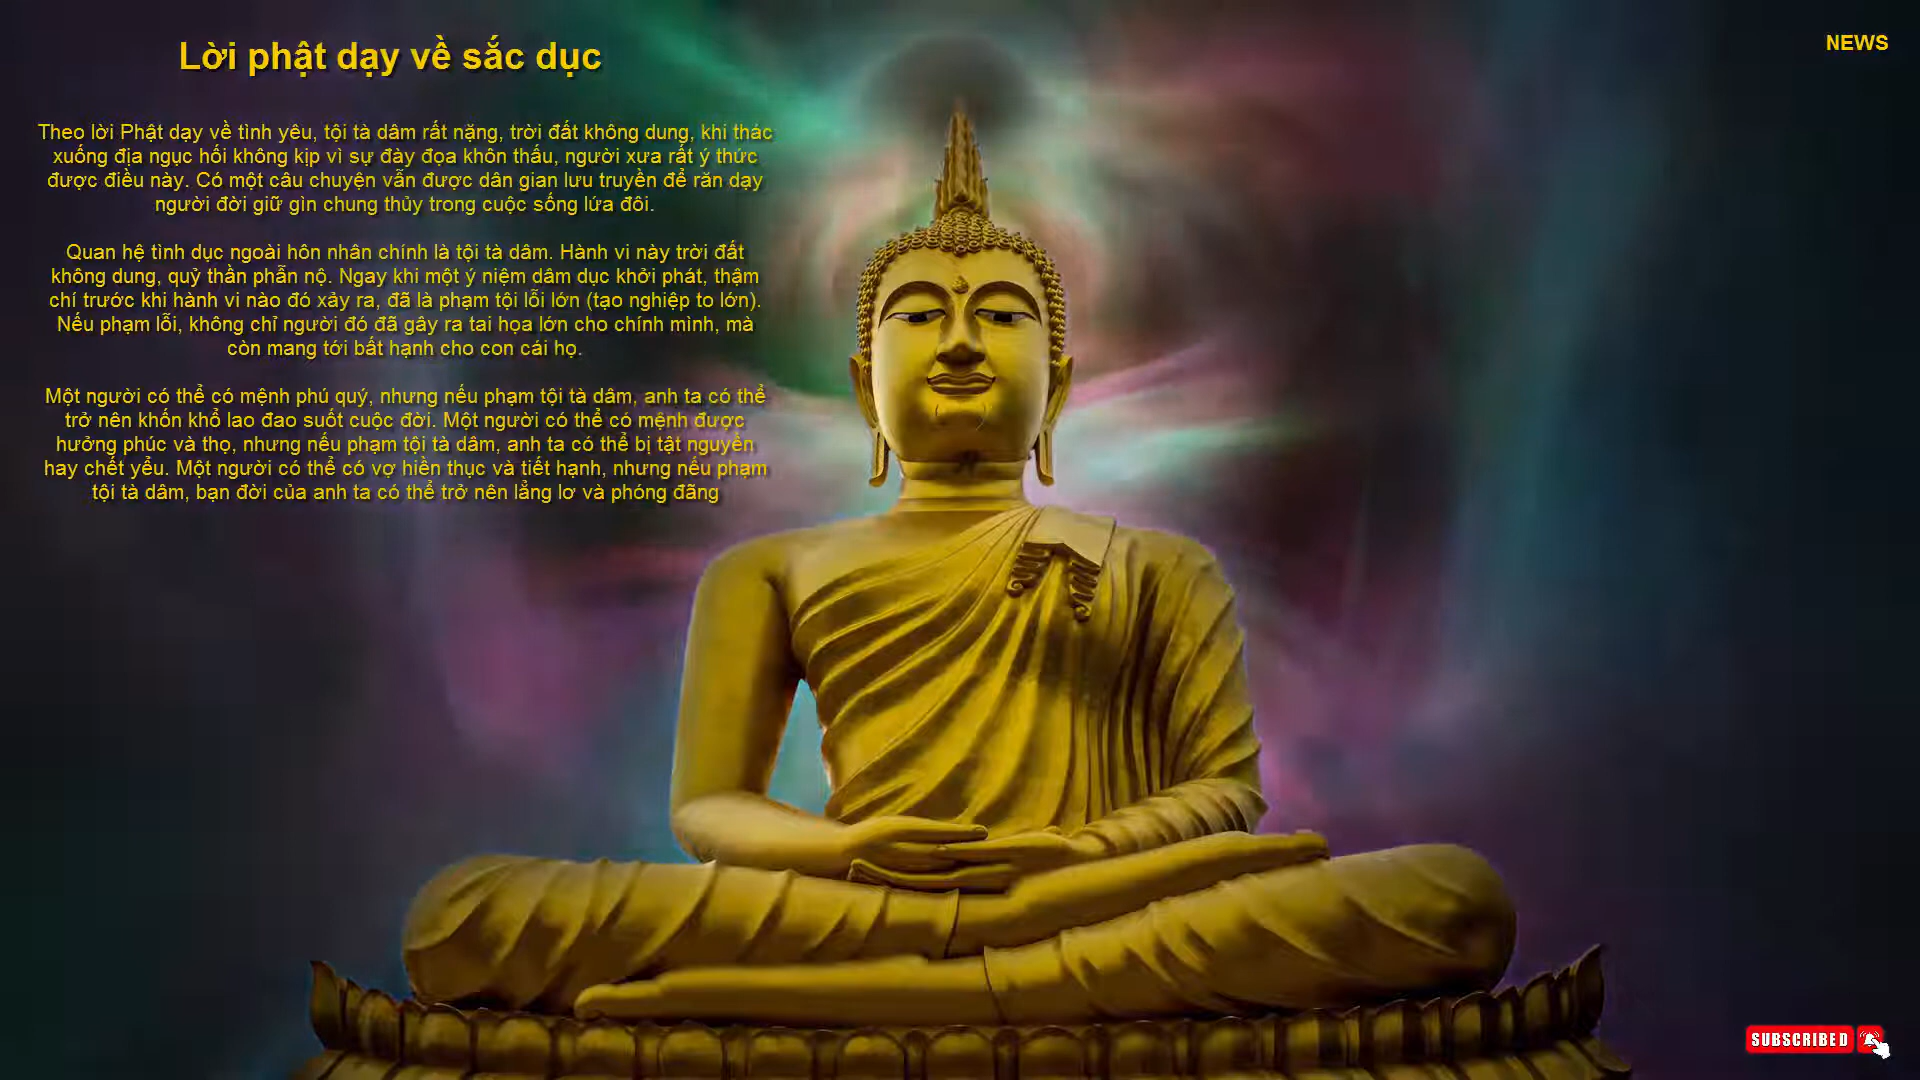 Lời phật dạy về sắc dục
NEWS
Theo lời Phật dạy về tình yêu, tội tà dâm rất nặng, trời đất không dung, khi thác
xuống địa ngục hối không kịp vì sự đày đọa khôn thấu, người xưa rất ý thức
được điều này. Có một câu chuyện vẫn được dân gian lưu truyền để răn dạy
người đời giữ gìn chung thủy trong cuộc sống lứa đôi.
Quan hệ tình dục ngoài hôn nhân chính là tội tà dâm. Hành vi này trời đất
không dung, quỷ thần phẫn nộ. Ngay khi một ý niệm dâm dục khởi phát, thậm
chí trước khi hành vi nào đó xảy ra, đã là phạm tội lỗi lớn (tạo nghiệp to lớn).
Nếu phạm lỗi, không chỉ người đó đã gây ra tai họa lớn cho chính mình, mà
còn mang tới bất hạnh cho con cái họ.
Một người có thể có mệnh phú quý, nhưng nếu phạm tội tà dâm, anh ta có thể
trở nên khốn khổ lao đao suốt cuộc đời. Một người có thể có mệnh được
hưởng phúc và thọ, nhưng nếu phạm tội tà dâm, anh ta có thể bị tật nguyền
hay chết yểu. Một người có thể có vợ hiền thục và tiết hạnh, nhưng nếu phạm
tội tà dâm, bạn đời của anh ta có thể trở nên lẳng lơ và phóng đãng
SUBSCRIBED